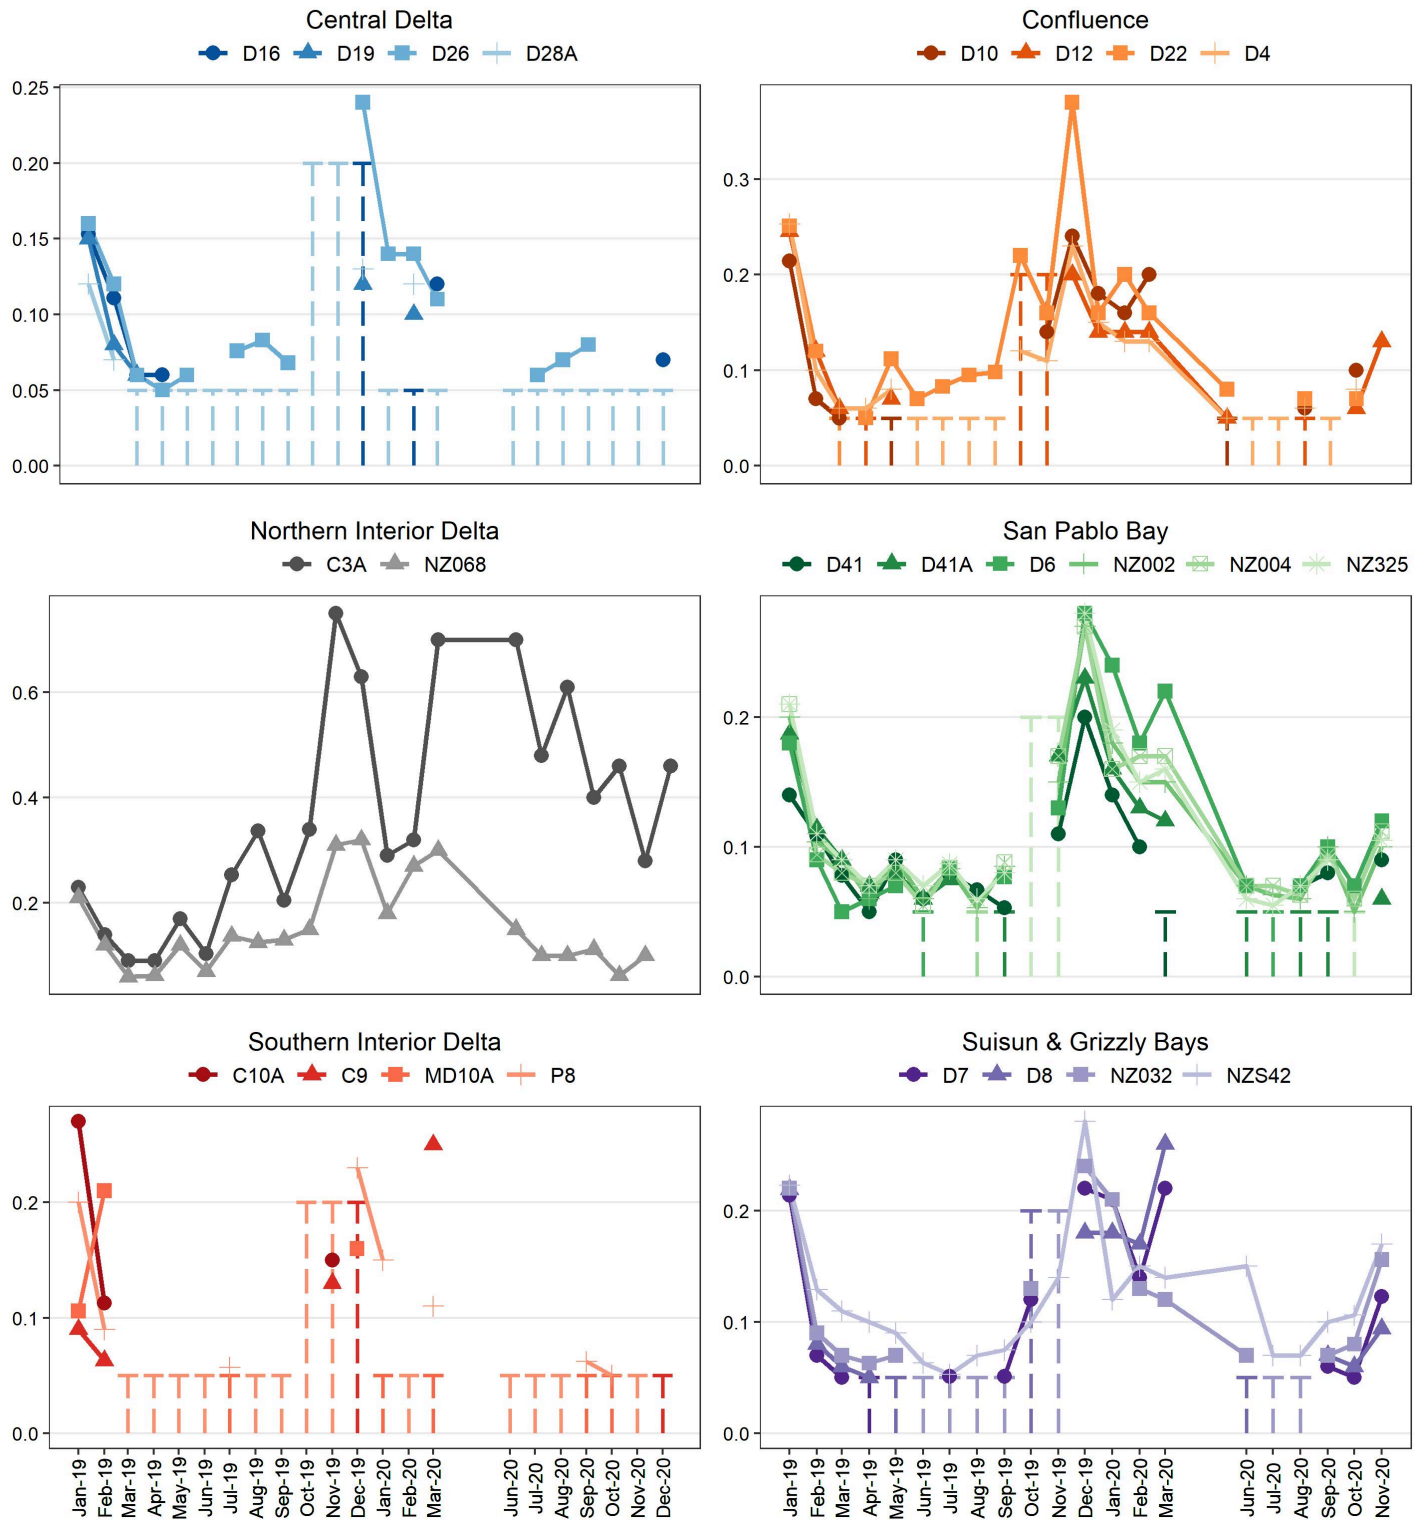 Central Delta
D16 D19 D26 D28A
0.25
0.20
0.15
0.10
0.05
0.00
Confluence
D10 D12 D22 D4
0.3
0.2
0.1
0.0
Northern Interior Delta
C3A NZ068
0.6
0.4
0.2
San Pablo Bay
D41 D41A D6 NZ002 NZ004 NZ325
0.2
0.1
0.0
Southern Interior Delta
C10A C9 MD10A P8
0.2
0.1
0.0
Jan-19
Feb-19
Mar-19
Apr-19
May-19
Jun-19
Jul-19
Aug-19
Sep-19
Oct-19
Nov-19
Dec-19
Jan-20
Feb-20
Mar-20
Jun-20
Jul-20
Aug-20
Sep-20
Oct-20
Nov-20
Dec-20
Suisun & Grizzly Bays
D7 D8 NZ032 NZS42
0.2
0.1
0.0
Jan-19
Feb-19
Mar-19
Apr-19
May-19
Jun-19
Jul-19
Aug-19
Sep-19
Oct-19
Nov-19
Dec-19
Jan-20
Feb-20
Mar-20
Jun-20
Jul-20
Aug-20
Sep-20
Oct-20
Nov-20